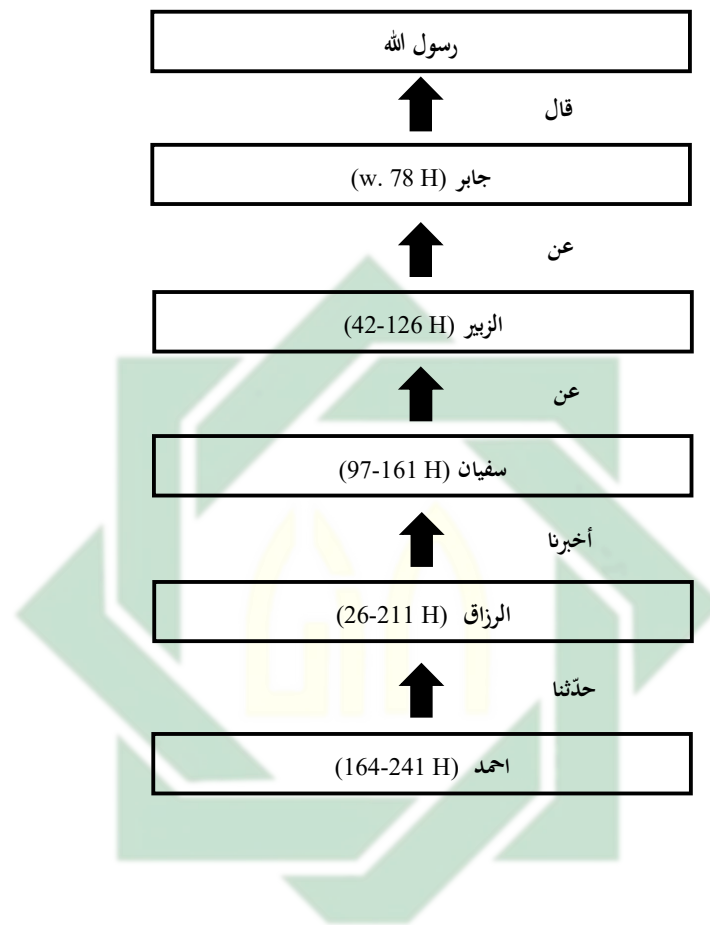 رسول الله
قال
جابر (w. 78 H)
عن
الزبير (42-126 H)
عن
سفيان (97-161 H)
أخبرنا
الرزاق (26-211 H)
حدّثنا
احمد (164-241 H)